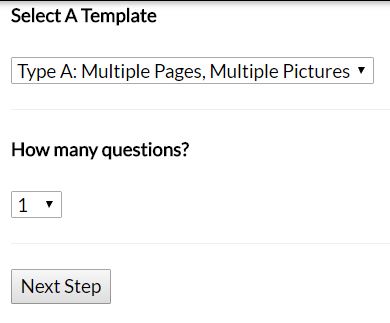 Select A Template
Type A: Multiple Pages, Multiple Pictures
How many questions?
1
Next Step